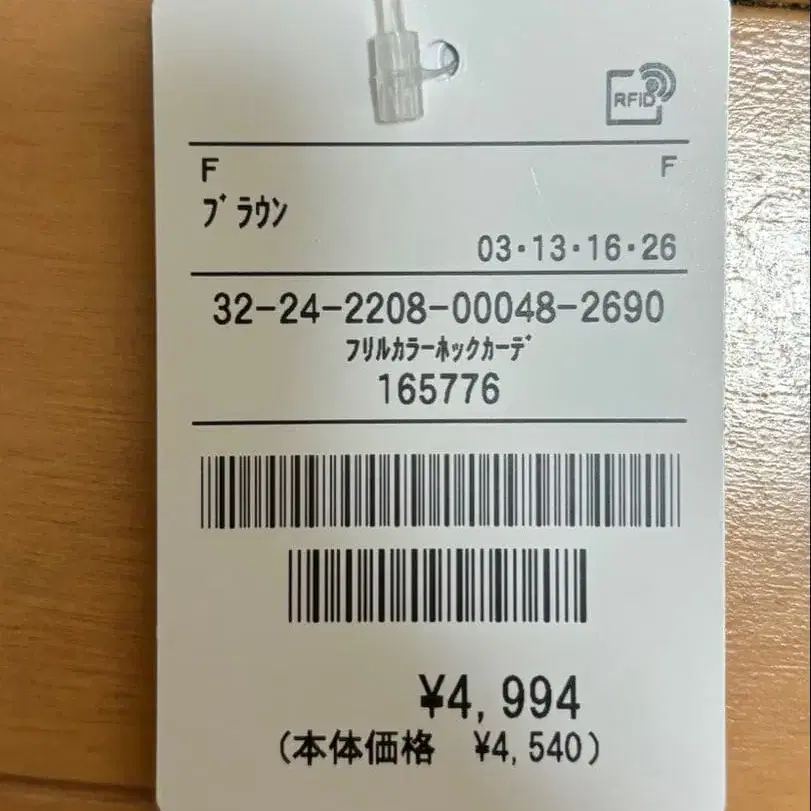 RFiD
F F
ﾌﾞﾗｳﾝ
03・13・16・26
32-24-2208-00048-2690
ﾌﾘﾙｶﾗｰﾈｯｸｶｰﾃﾞ
165776
¥4,994
(本体価格 ¥4,540)